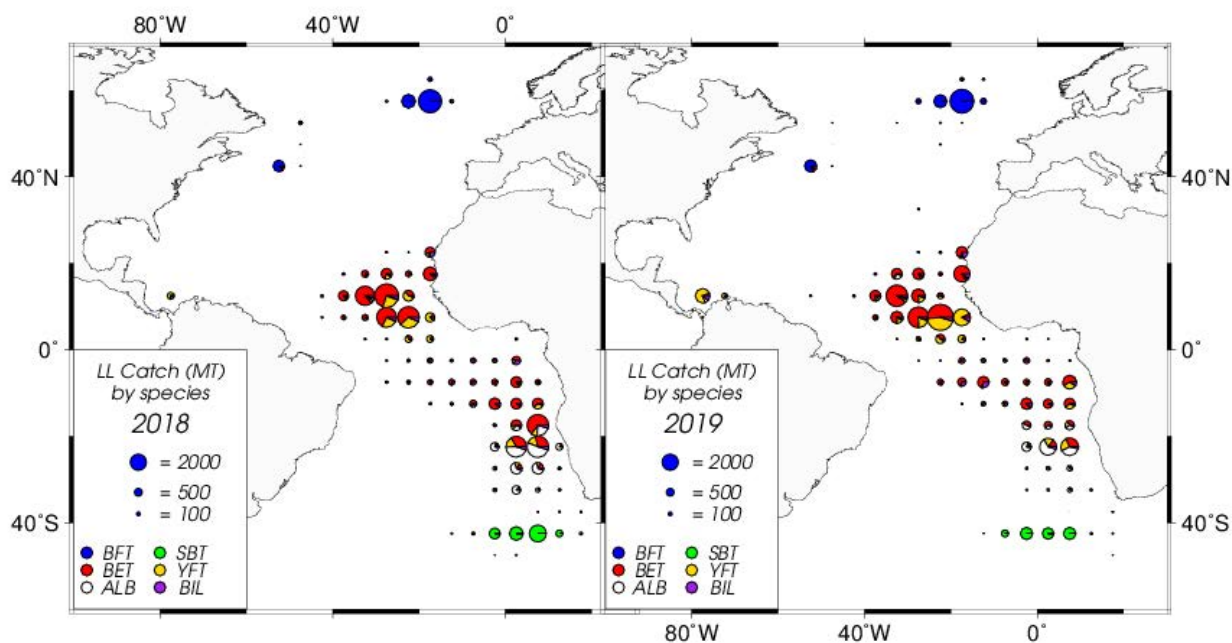 80˚W 40˚W 0˚
40˚N 40˚N
0˚ 0˚
LL Catch (MT) LL Catch (MT)
by species by species
2018 2019
= 2000 = 2000
= 500 = 500
= 100 = 100
40˚S 40˚S
BFT SBT BFT SBT
BET YFT BET YFT
ALB BIL ALB BIL
80˚W 40˚W 0˚